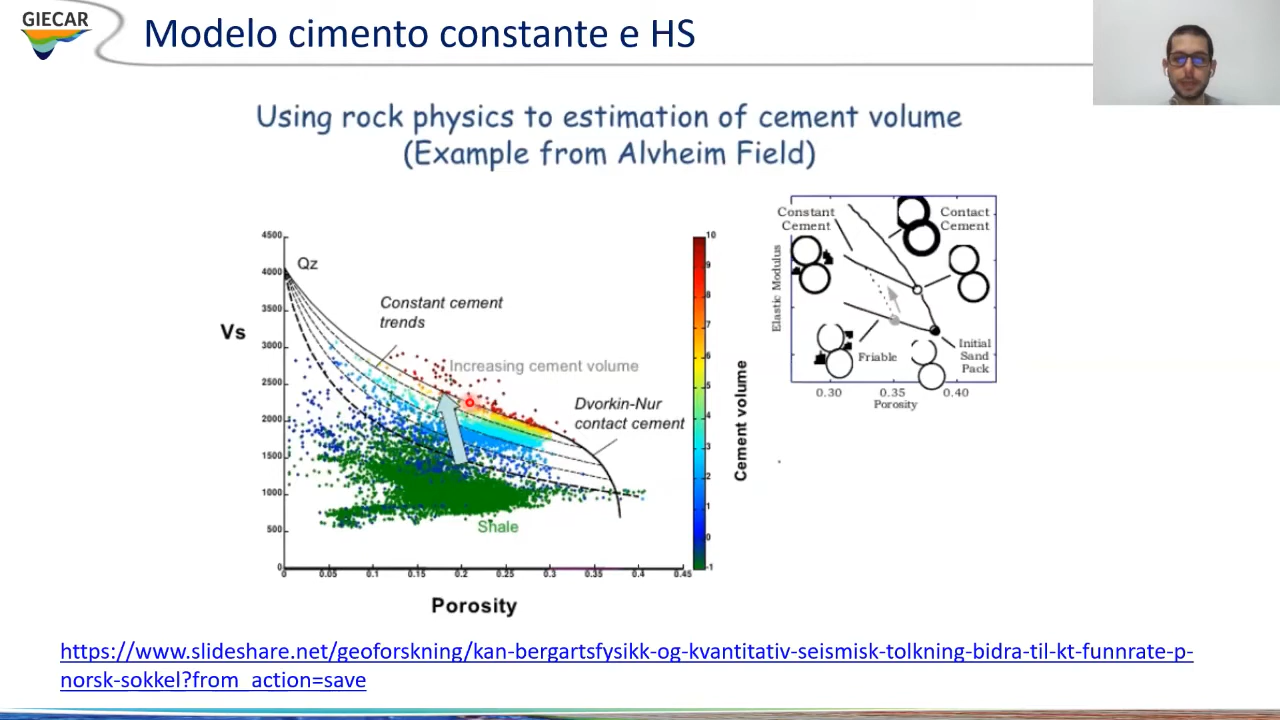 GIECAR
Modelo cimento constante e HS
Using rock physics to estimation of cement volume
(Example from Alvheim Field)
4500
4000
3500
3000
2500
2000
1500
1000
500
0
Vs
Qz
Constant cement
trends
Increasing cement volume
Dvorkin-Nur
contact cement
Shale
0
0.05
0.1
0.15
0.2
0.25
0.3
0.35
0.4
0.45
Porosity
10
9
8
7
6
5
4
3
2
1
0
-1
Cement volume
Constant
Cement
Contact
Cement
Elastic Modulus
Friable
Initial
Sand
Pack
0.30
0.35
0.40
Porosity
https://www.slideshare.net/geoforskning/kan-bergartsfysikk-og-kvantitativ-seismisk-tolkning-bidra-til-kt-funnrate-p-
norsk-sokkel?from_action=save